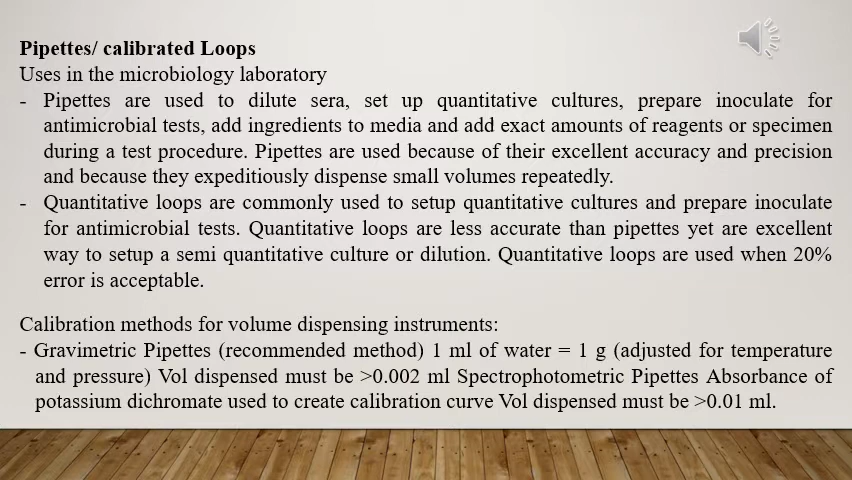 Pipettes/ calibrated Loops
Uses in the microbiology laboratory
- Pipettes are used to dilute sera, set up quantitative cultures, prepare inoculate for
antimicrobial tests, add ingredients to media and add exact amounts of reagents or specimen
during a test procedure. Pipettes are used because of their excellent accuracy and precision
and because they expeditiously dispense small volumes repeatedly.
- Quantitative loops are commonly used to setup quantitative cultures and prepare inoculate
for antimicrobial tests. Quantitative loops are less accurate than pipettes yet are excellent
way to setup a semi quantitative culture or dilution. Quantitative loops are used when 20%
error is acceptable.
Calibration methods for volume dispensing instruments:
- Gravimetric Pipettes (recommended method) 1 ml of water = 1 g (adjusted for temperature
and pressure) Vol dispensed must be >0.002 ml Spectrophotometric Pipettes Absorbance of
potassium dichromate used to create calibration curve Vol dispensed must be >0.01 ml.